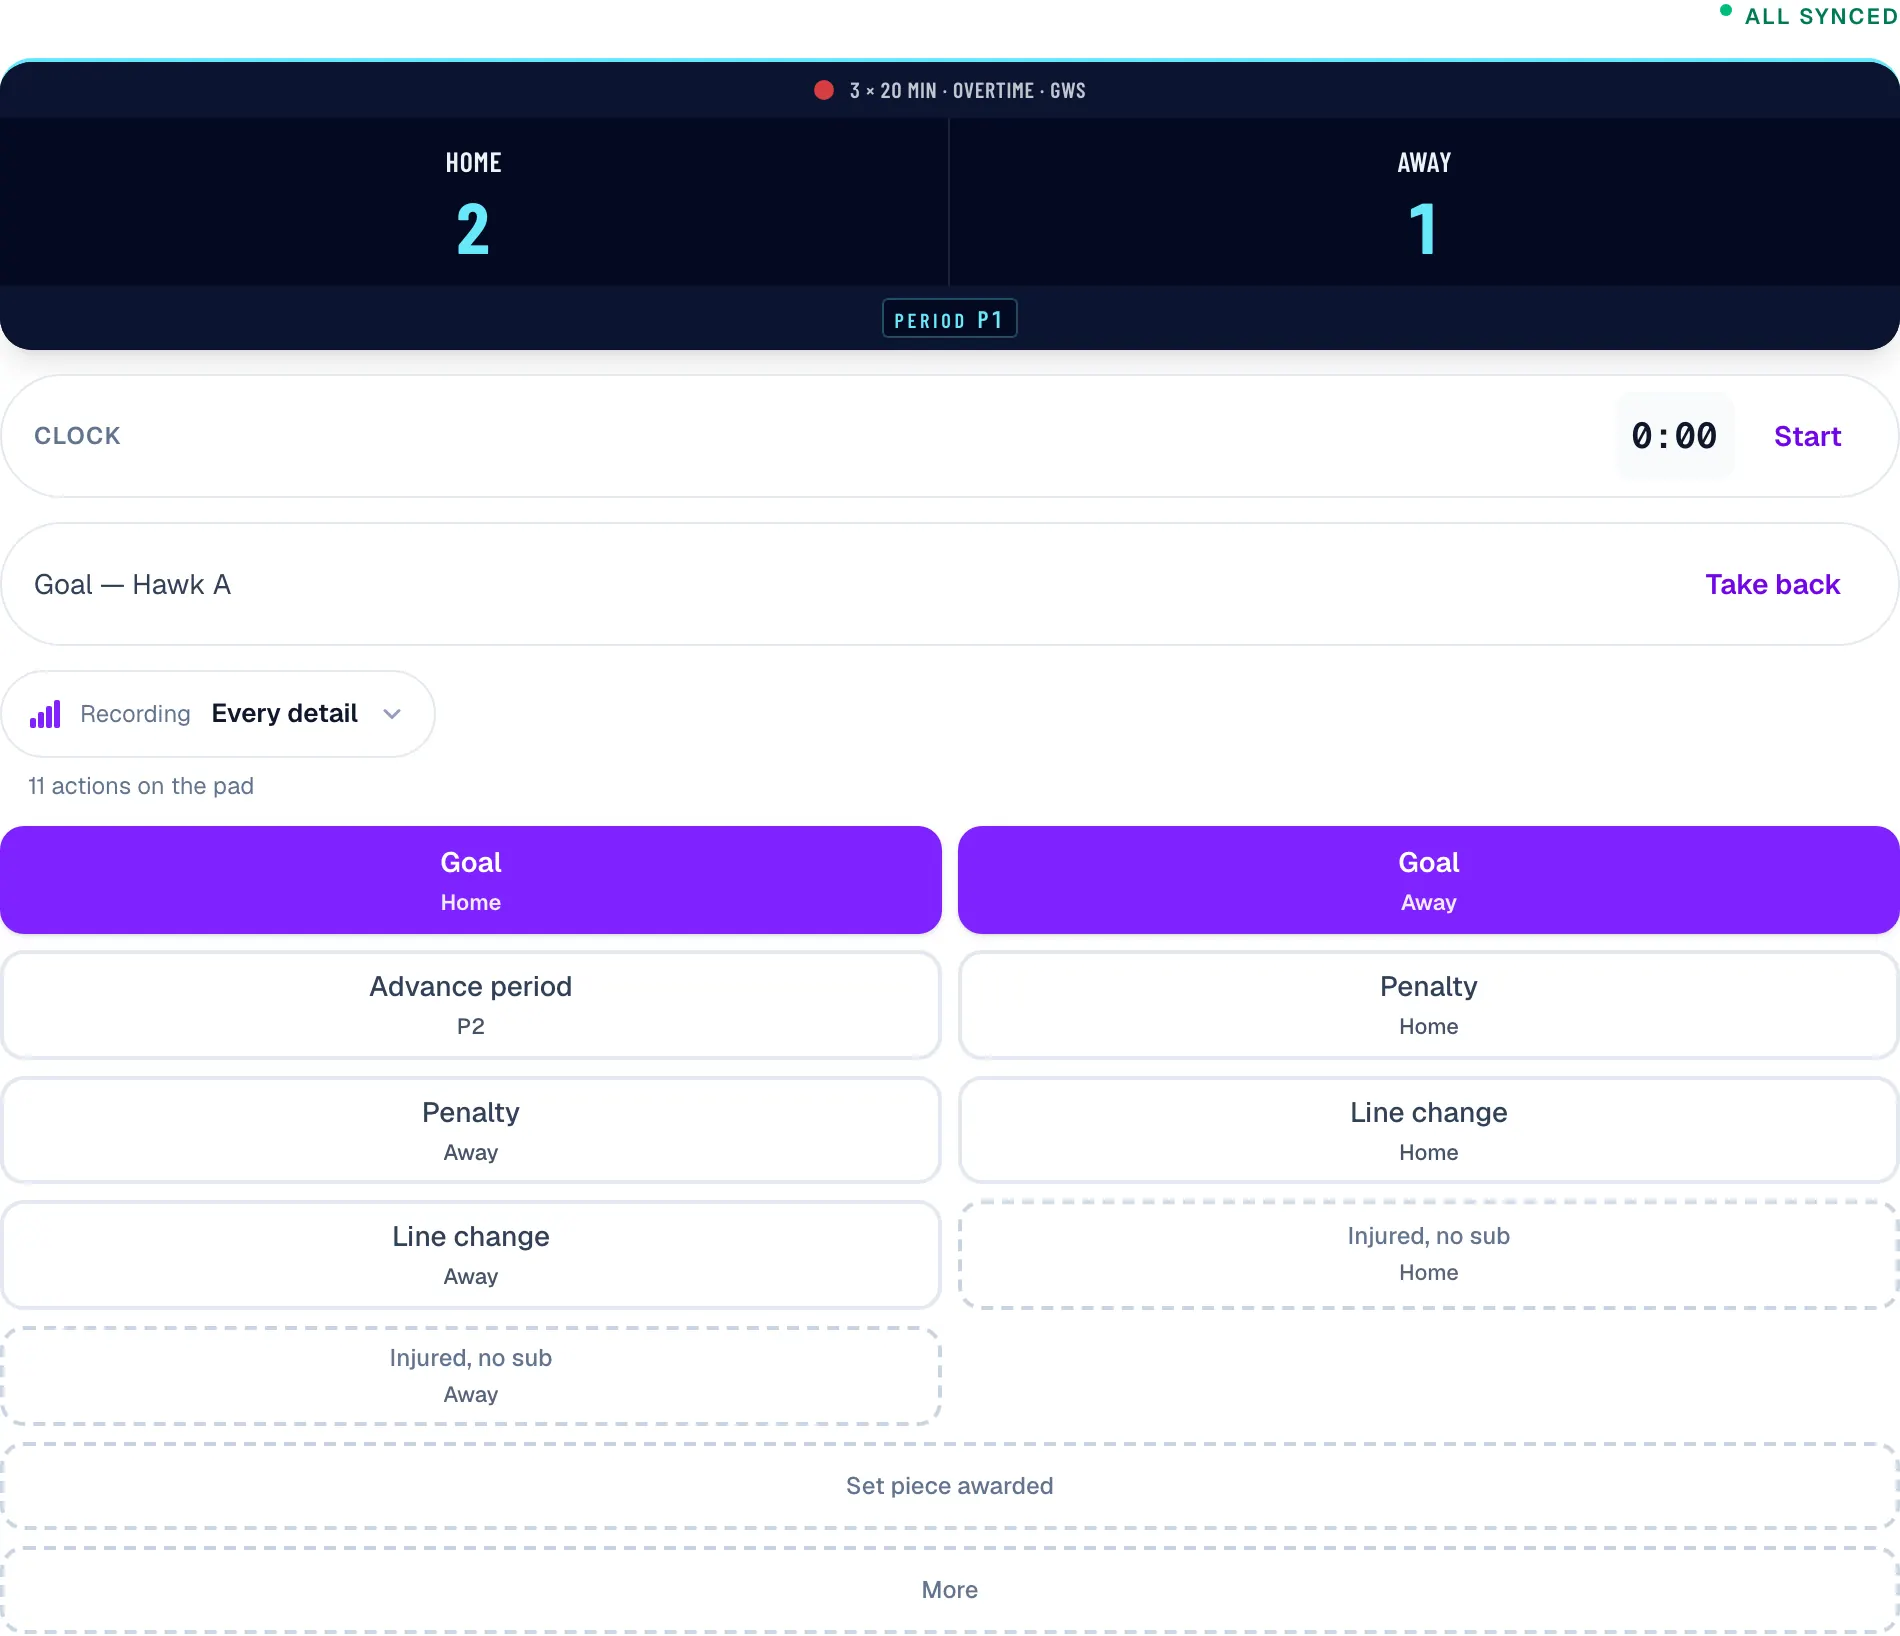 ALL SYNCED
3 × 20 MIN · OVERTIME · GWS
HOME
2
AWAY
1
PERIOD P1
CLOCK
0:00
Start
Goal — Hawk A
Take back
Recording Every detail
11 actions on the pad
Goal
Home
Goal
Away
Advance period
P2
Penalty
Home
Penalty
Away
Line change
Home
Line change
Away
Injured, no sub
Home
Injured, no sub
Away
Set piece awarded
More